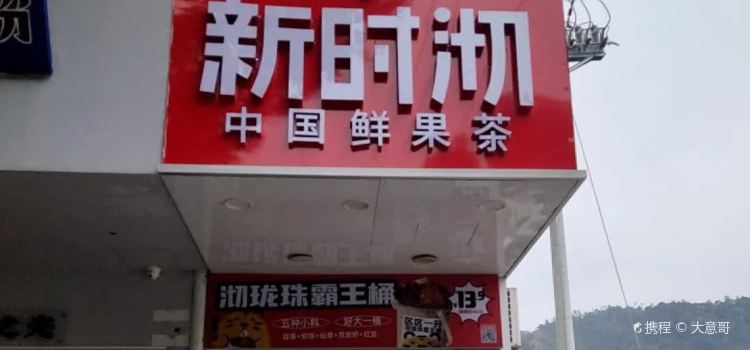 新时沏
中国鲜果茶
沏珑珠霸王桶
五种小料
好大一桶
13.9
携程 © 大意哥